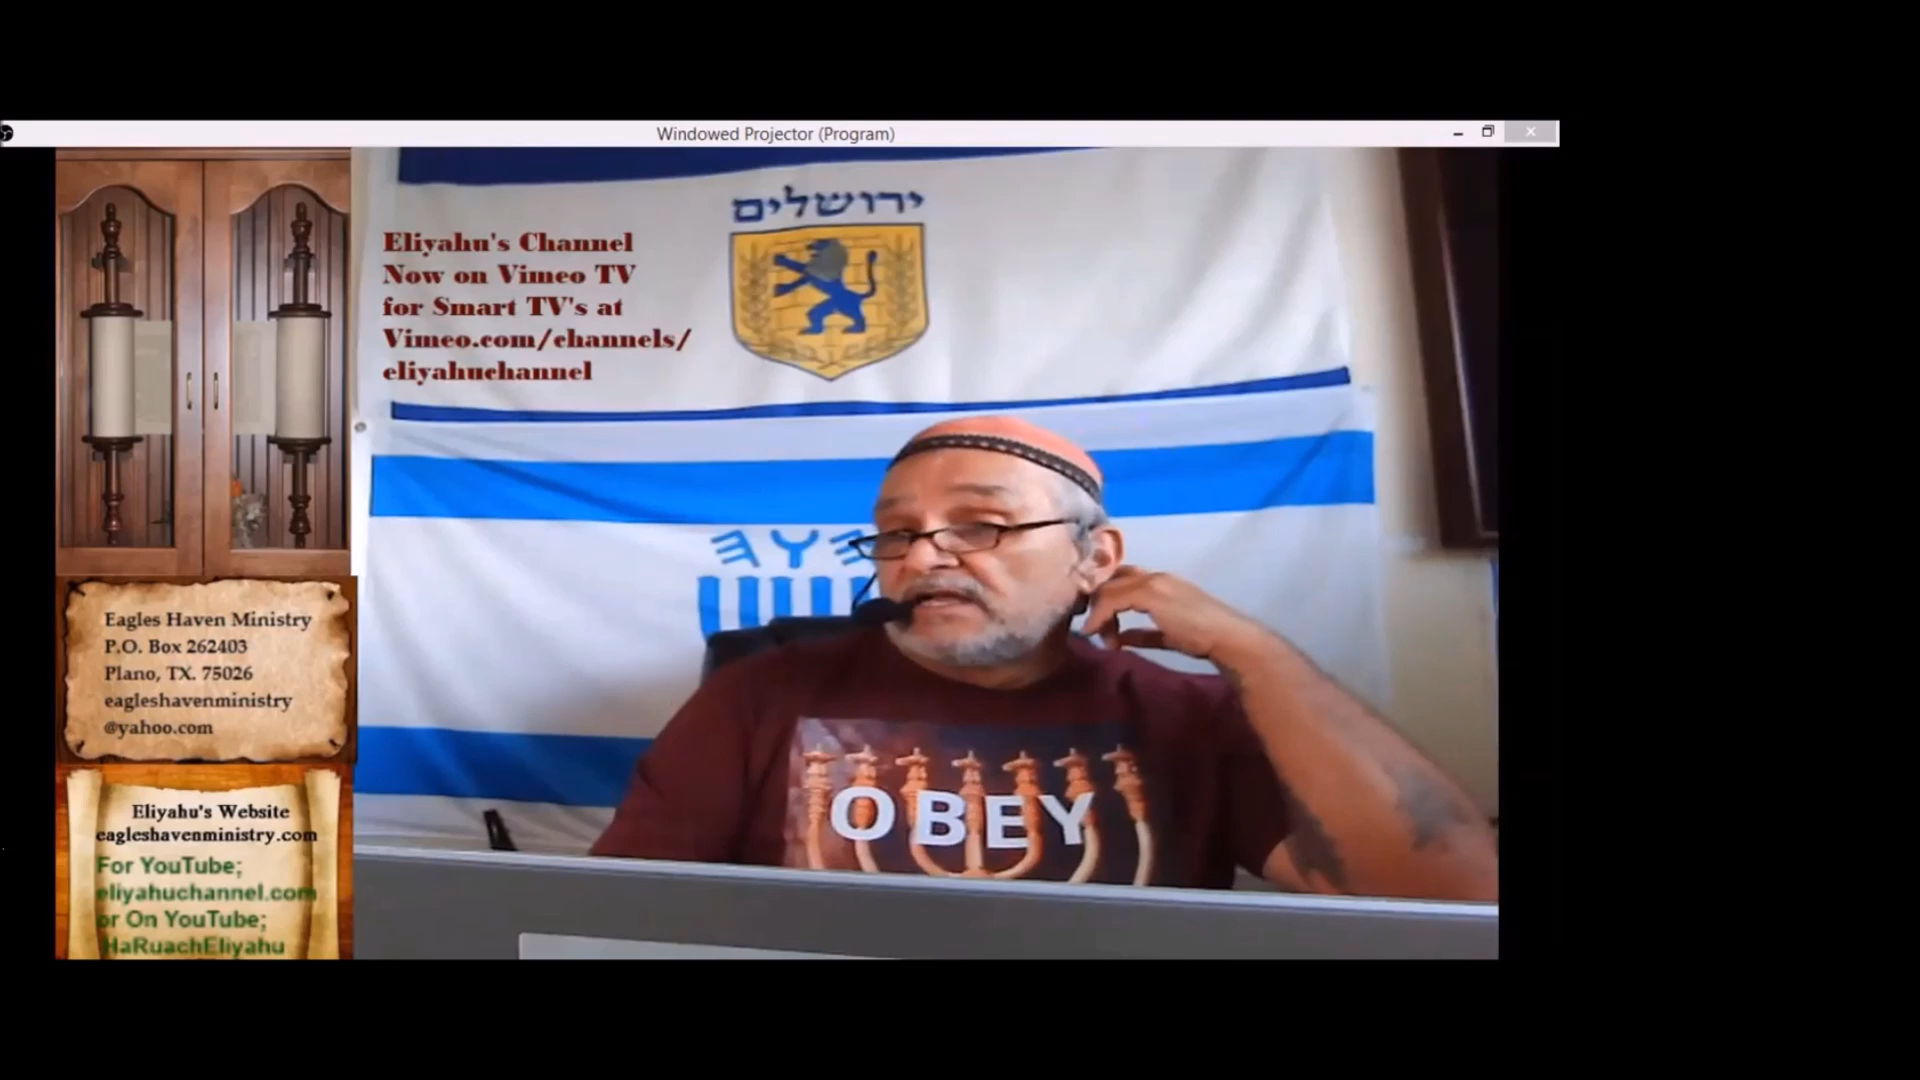 Windowed Projector (Program)
ירושלים
Eliyahu's Channel
Now on Vimeo TV
for Smart TV's at
Vimeo.com/channels/
eliyahuchannel
Eagles Haven Ministry
P.O. Box 262403
Plano, TX. 75026
eagleshavenministry
@yahoo.com
Eliyahu's Website
eagleshavenministry.com
For YouTube;
eliyahuchannel.com
or On YouTube;
HaRuachEliyahu
OBEY